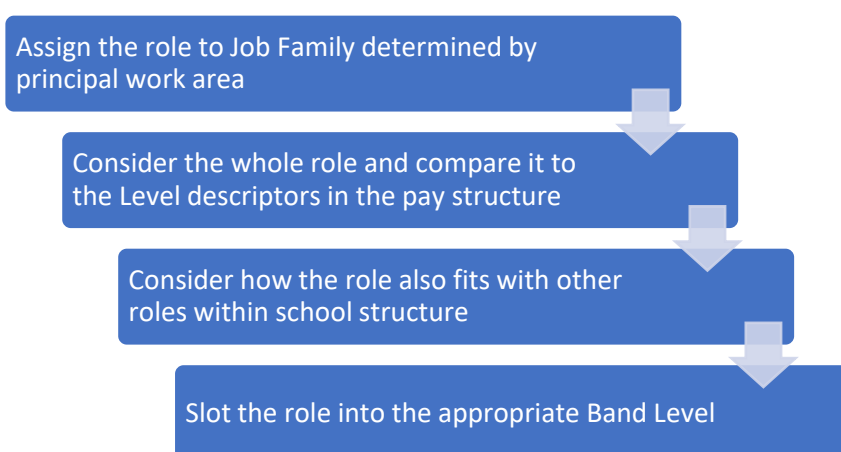 Assign the role to Job Family determined by
principal work area
Consider the whole role and compare it to
the Level descriptors in the pay structure
Consider how the role also fits with other
roles within school structure
Slot the role into the appropriate Band Level